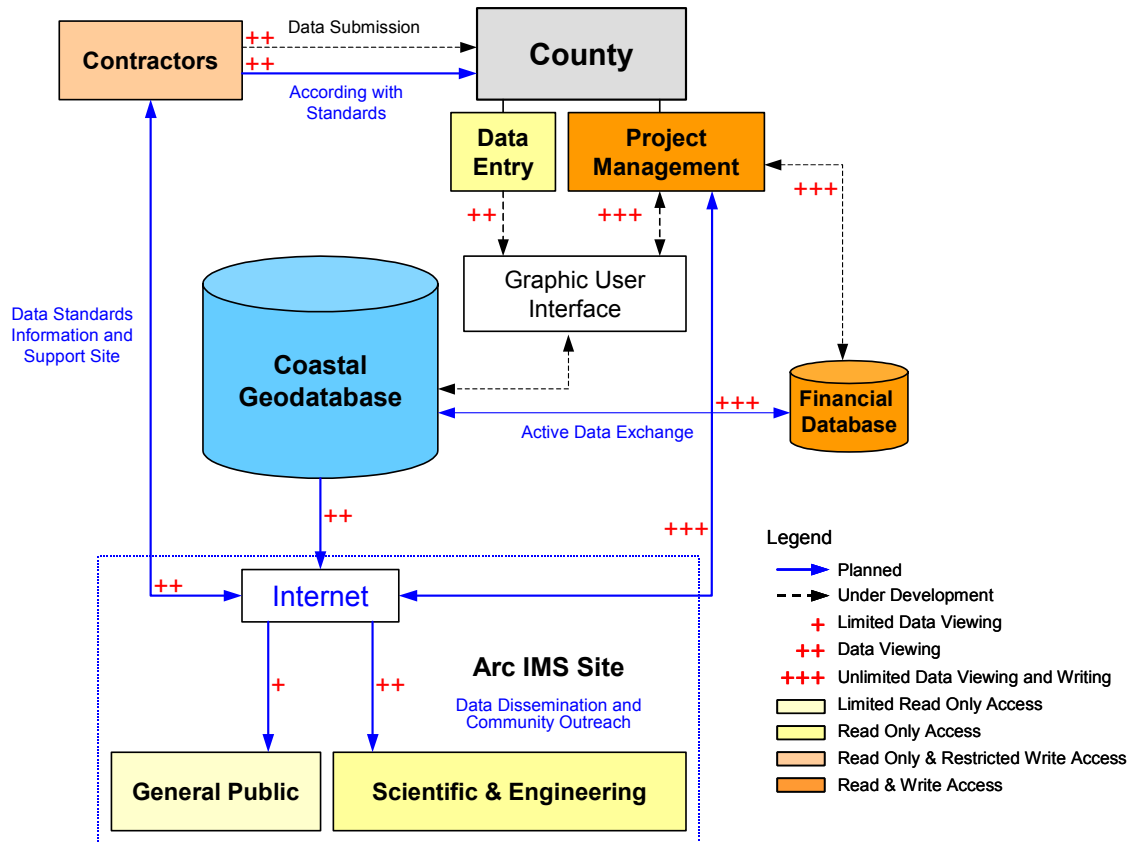 Data Submission
++
++
Contractors
County
According with
Standards
Data
Entry
Project
Management
++
+++
+++
Graphic User
Interface
Data Standards
Information and
Support Site
Coastal
Geodatabase
+++
Active Data Exchange
Financial
Database
++
+++
++
Internet
+
++
Arc IMS Site
Data Dissemination and
Community Outreach
General Public
Scientific & Engineering
Legend
Planned
Under Development
+ Limited Data Viewing
++ Data Viewing
+++ Unlimited Data Viewing and Writing
Limited Read Only Access
Read Only Access
Read Only & Restricted Write Access
Read & Write Access